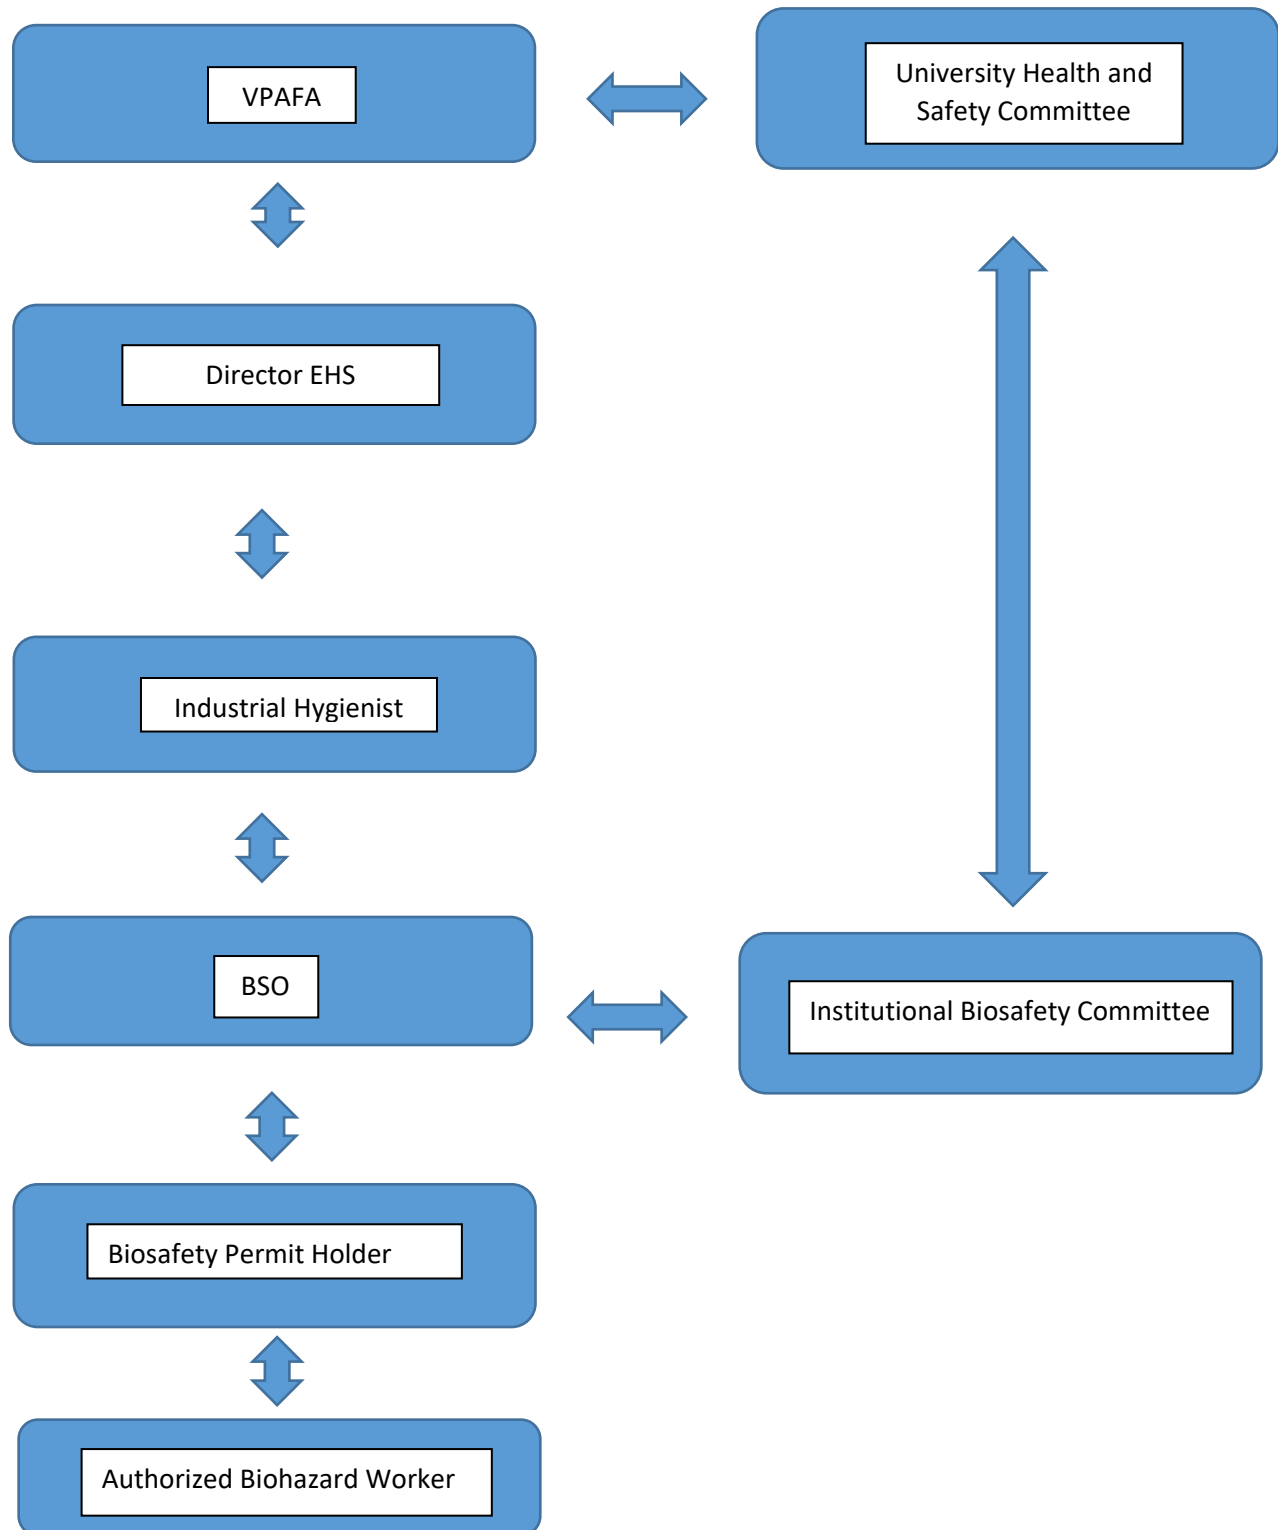 VPAFA
University Health and
Safety Committee
Director EHS
Industrial Hygienist
BSO
Institutional Biosafety Committee
Biosafety Permit Holder
Authorized Biohazard Worker